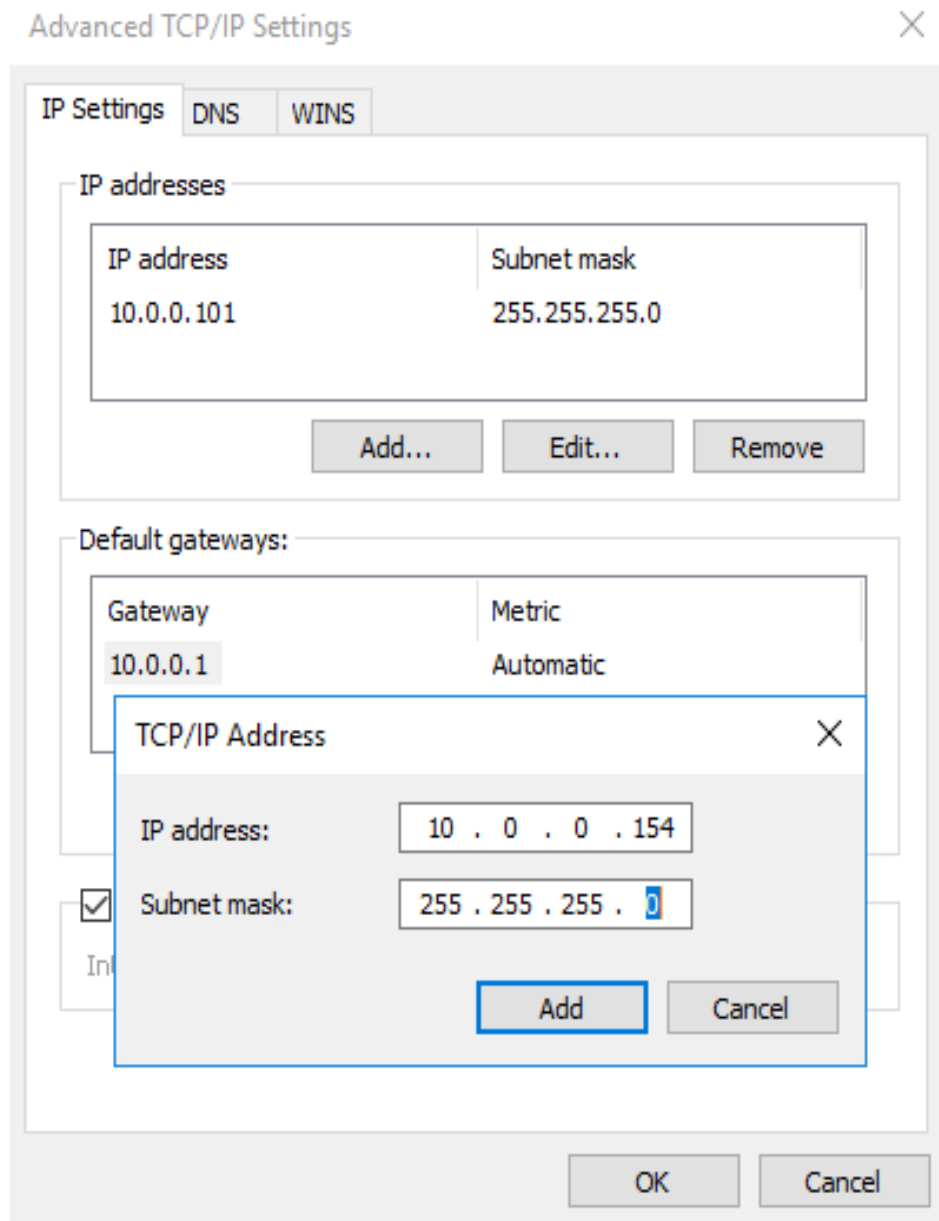 Advanced TCP/IP Settings
IP Settings DNS WINS
IP addresses
IP address Subnet mask
10.0.0.101 255.255.255.0
Add... Edit... Remove
Default gateways:
Gateway Metric
10.0.0.1 Automatic
TCP/IP Address
IP address: 10 . 0 . 0 . 154
Subnet mask: 255 . 255 . 255 . 0
Add Cancel
OK Cancel